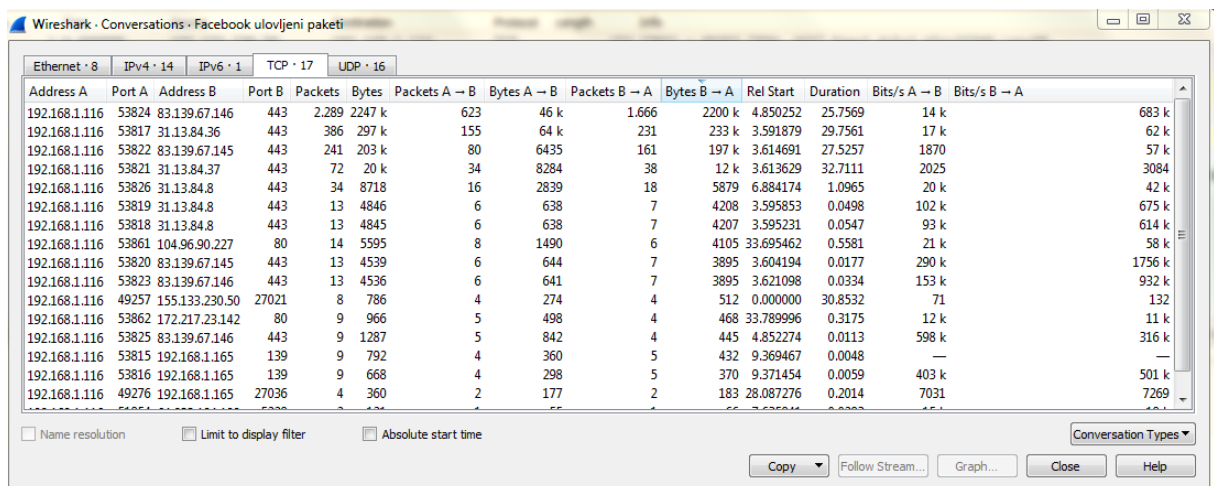 Wireshark · Conversations · Facebook ulovljeni paketi
Ethernet · 8 IPv4 · 14 IPv6 · 1 TCP · 17 UDP · 16
Address A Port A Address B Port B Packets Bytes Packets A → B Bytes A → B Packets B → A Bytes B → A Rel Start Duration Bits/s A → B Bits/s B → A
192.168.1.116 53824 83.139.67.146 443 2.289 2247 k 623 46 k 1.666 2200 k 4.850252 25.7569 14 k 683 k
192.168.1.116 53817 31.13.84.36 443 386 297 k 155 64 k 231 233 k 3.591879 29.7561 17 k 62 k
192.168.1.116 53822 83.139.67.145 443 241 203 k 80 6435 161 197 k 3.614691 27.5257 1870 57 k
192.168.1.116 53821 31.13.84.37 443 72 20 k 34 8284 38 12 k 3.613629 32.7111 2025 3084
192.168.1.116 53826 31.13.84.8 443 34 8718 16 2839 18 5879 6.884174 1.0965 20 k 42 k
192.168.1.116 53819 31.13.84.8 443 13 4846 6 638 7 4208 3.595853 0.0498 102 k 675 k
192.168.1.116 53818 31.13.84.8 443 13 4845 6 638 7 4207 3.595231 0.0547 93 k 614 k
192.168.1.116 53861 104.96.90.227 80 14 5595 8 1490 6 4105 33.695462 0.5581 21 k 58 k
192.168.1.116 53820 83.139.67.145 443 13 4539 6 644 7 3895 3.604194 0.0177 290 k 1756 k
192.168.1.116 53823 83.139.67.146 443 13 4536 6 641 7 3895 3.621098 0.0334 153 k 932 k
192.168.1.116 49257 155.133.230.50 27021 8 786 4 274 4 512 0.000000 30.8532 71 132
192.168.1.116 53862 172.217.23.142 80 9 966 5 498 4 468 33.789996 0.3175 12 k 11 k
192.168.1.116 53825 83.139.67.146 443 9 1287 5 842 4 445 4.852274 0.0113 598 k 316 k
192.168.1.116 53815 192.168.1.165 139 9 792 4 360 5 432 9.369467 0.0048 — —
192.168.1.116 53816 192.168.1.165 139 9 668 4 298 5 370 9.371454 0.0059 403 k 501 k
192.168.1.116 49276 192.168.1.165 27036 4 360 2 177 2 183 28.087276 0.2014 7031 7269
Name resolution Limit to display filter Absolute start time Conversation Types
Copy Follow Stream... Graph... Close Help